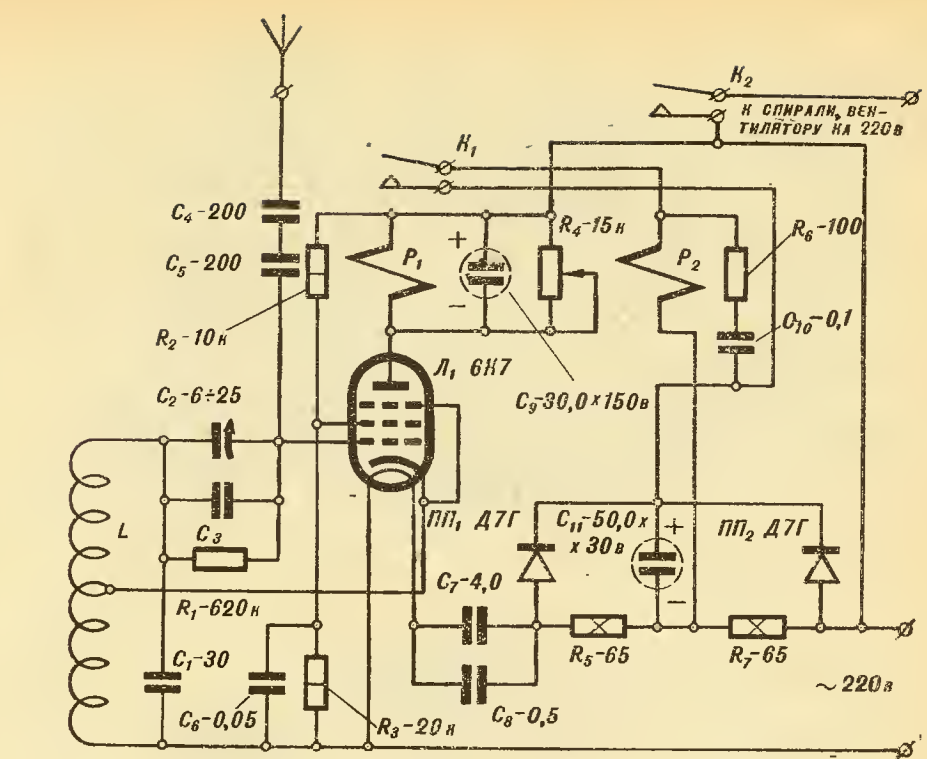 K₂
К СПИРАЛИ, ВЕН-
ТИЛЯТОРУ НА 220в
K₁
C₄-200
C₅-200
R₂-10к
P₁
+
−
R₄-15к
P₂
R₆-100
C₁₀-0,1
Л₁ 6К7
C₉-30,0×150в
C₂-6÷25
C₃
L
R₁-620к
ПП₁ Д7Г
C₁₁-50,0×
×30в
+
−
ПП₂ Д7Г
C₇-4,0
R₅-65
R₇-65
C₁-30
C₆-0,05
R₃-20к
C₈-0,5
~220в